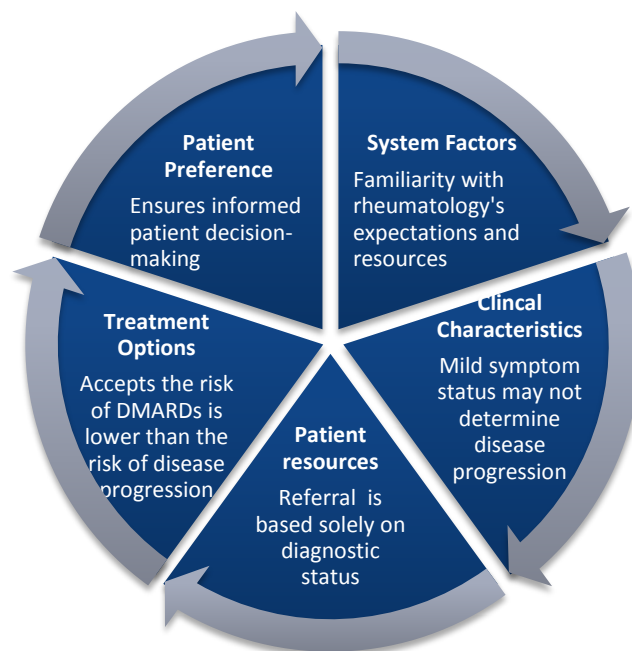 Patient
Preference
Ensures informed
patient decision-
making
System Factors
Familiarity with
rheumatology's
expectations and
resources
Clincal
Characteristics
Mild symptom
status may not
determine
disease
progression
Patient
resources
Referral is
based solely on
diagnostic
status
Treatment
Options
Accepts the risk
of DMARDs is
lower than the
risk of disease
progression